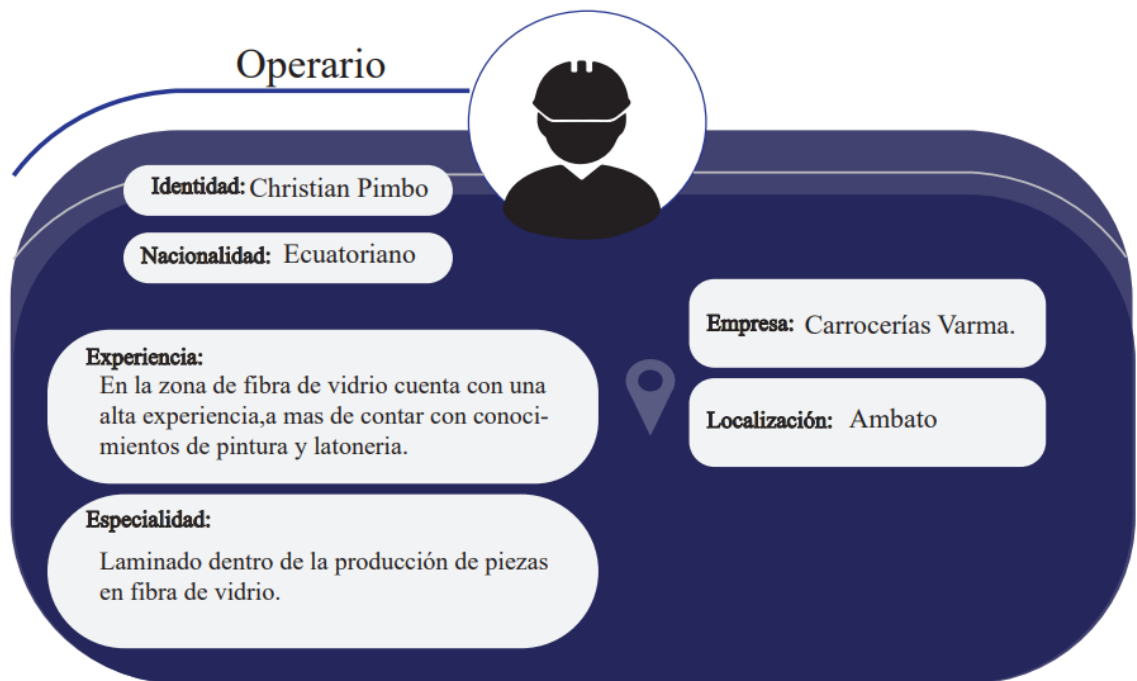 Operario
Identidad: Christian Pimbo
Nacionalidad: Ecuatoriano
Experiencia:
En la zona de fibra de vidrio cuenta con una
alta experiencia,a mas de contar con conoci-
mientos de pintura y latoneria.
Especialidad:
Laminado dentro de la producción de piezas
en fibra de vidrio.
Empresa: Carrocerías Varma.
Localización: Ambato